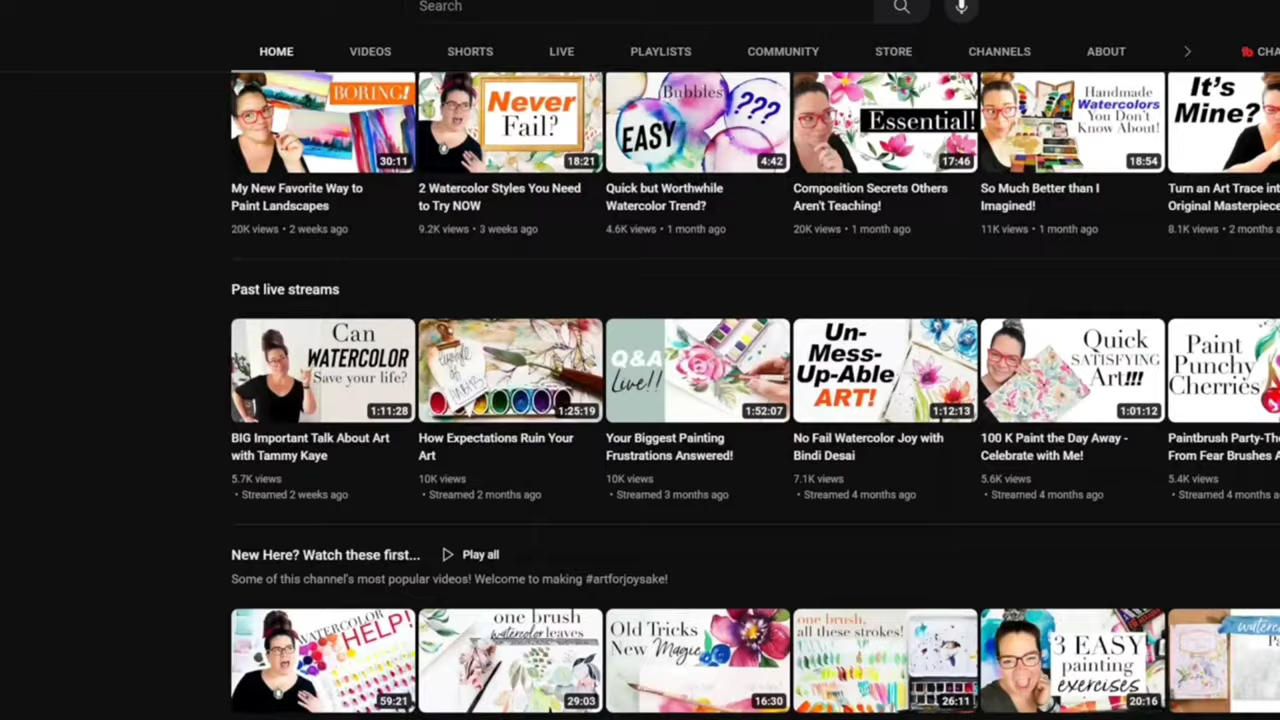 Search
HOME VIDEOS SHORTS LIVE PLAYLISTS COMMUNITY STORE CHANNELS ABOUT CHA
BORING!
30:11
Never
Fail?
18:21
Bubbles
???
EASY
4:42
Essential!
17:46
Handmade
Watercolors
You Don't
Know About!
18:54
It's
Mine?
My New Favorite Way to
Paint Landscapes
20K views • 2 weeks ago
2 Watercolor Styles You Need
to Try NOW
9.2K views • 3 weeks ago
Quick but Worthwhile
Watercolor Trend?
4.6K views • 1 month ago
Composition Secrets Others
Aren't Teaching!
20K views • 1 month ago
So Much Better than I
Imagined!
11K views • 1 month ago
Turn an Art Trace int
Original Masterpiece
8.1K views • 2 months a
Past live streams
Can
WATERCOLOR
Save your life?
1:11:28
1:25:19
Q&A
Live!!
1:52:07
Un-
Mess-
Up-Able
ART!
1:12:13
Quick
SATISFYING
Art!!!
1:01:12
Paint
Punchy
Cherries
BIG Important Talk About Art
with Tammy Kaye
5.7K views
• Streamed 2 weeks ago
How Expectations Ruin Your
Art
10K views
• Streamed 2 months ago
Your Biggest Painting
Frustrations Answered!
10K views
• Streamed 3 months ago
No Fail Watercolor Joy with
Bindi Desai
7.1K views
• Streamed 4 months ago
100 K Paint the Day Away -
Celebrate with Me!
5.6K views
• Streamed 4 months ago
Paintbrush Party-Th
From Fear Brushes A
5.4K views
• Streamed 4 months a
New Here? Watch these first... Play all
Some of this channel's most popular videos! Welcome to making #artforjoysake!
WATERCOLOR
HELP!
59:21
one brush
watercolor leaves
29:03
Old Tricks
New Magic
16:30
one brush,
all these strokes!
26:11
3 EASY
painting
exercises
20:16